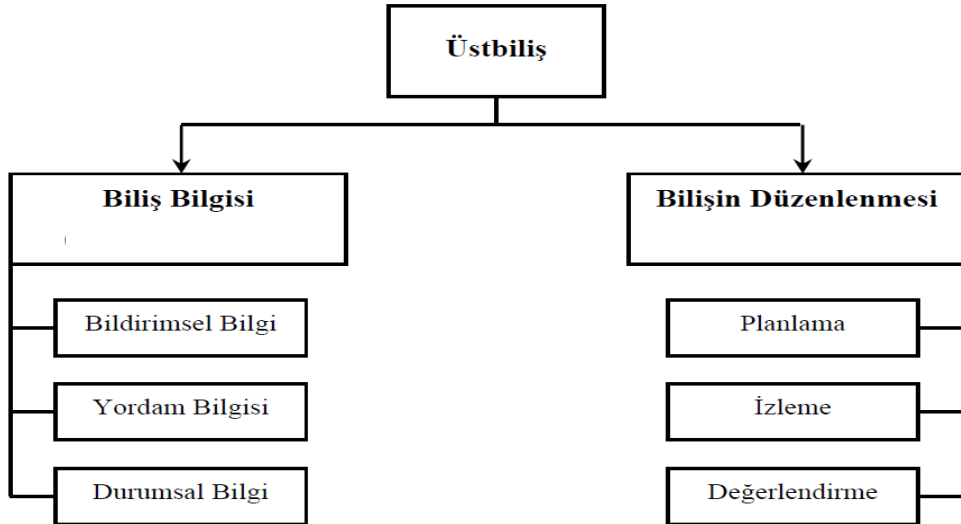 Üstbiliş
Biliş Bilgisi
Bilişin Düzenlenmesi
Bildirimsel Bilgi
Planlama
Yordam Bilgisi
İzleme
Durumsal Bilgi
Değerlendirme